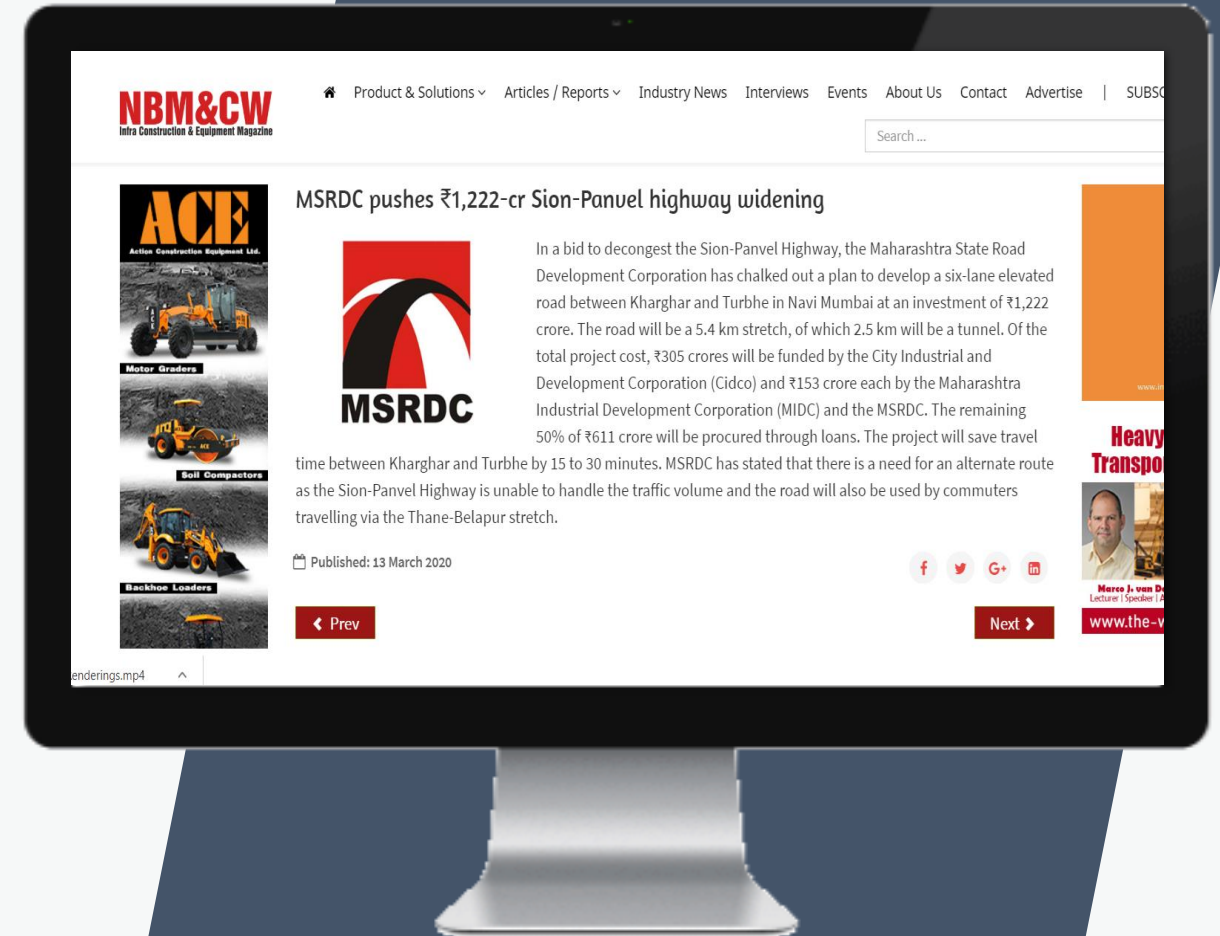 NBM&CW
Infra Construction & Equipment Magazine
Product & Solutions
Articles / Reports
Industry News
Interviews
Events
About Us
Contact
Advertise
|
SUBSC
Search ...
ACE
Action Construction Equipment Ltd.
Motor Graders
Soil Compactors
Backhoe Loaders
MSRDC pushes ₹1,222-cr Sion-Panvel highway widening
MSRDC
In a bid to decongest the Sion-Panvel Highway, the Maharashtra State Road
Development Corporation has chalked out a plan to develop a six-lane elevated
road between Kharghar and Turbhe in Navi Mumbai at an investment of ₹1,222
crore. The road will be a 5.4 km stretch, of which 2.5 km will be a tunnel. Of the
total project cost, ₹305 crores will be funded by the City Industrial and
Development Corporation (Cidco) and ₹153 crore each by the Maharashtra
Industrial Development Corporation (MIDC) and the MSRDC. The remaining
50% of ₹611 crore will be procured through loans. The project will save travel
time between Kharghar and Turbhe by 15 to 30 minutes. MSRDC has stated that there is a need for an alternate route
as the Sion-Panvel Highway is unable to handle the traffic volume and the road will also be used by commuters
travelling via the Thane-Belapur stretch.
Published: 13 March 2020
Prev
Next
www.in
Heavy
Transpo
Marco J. van D
Lecturer | Speaker | A
www.the-w
enderings.mp4